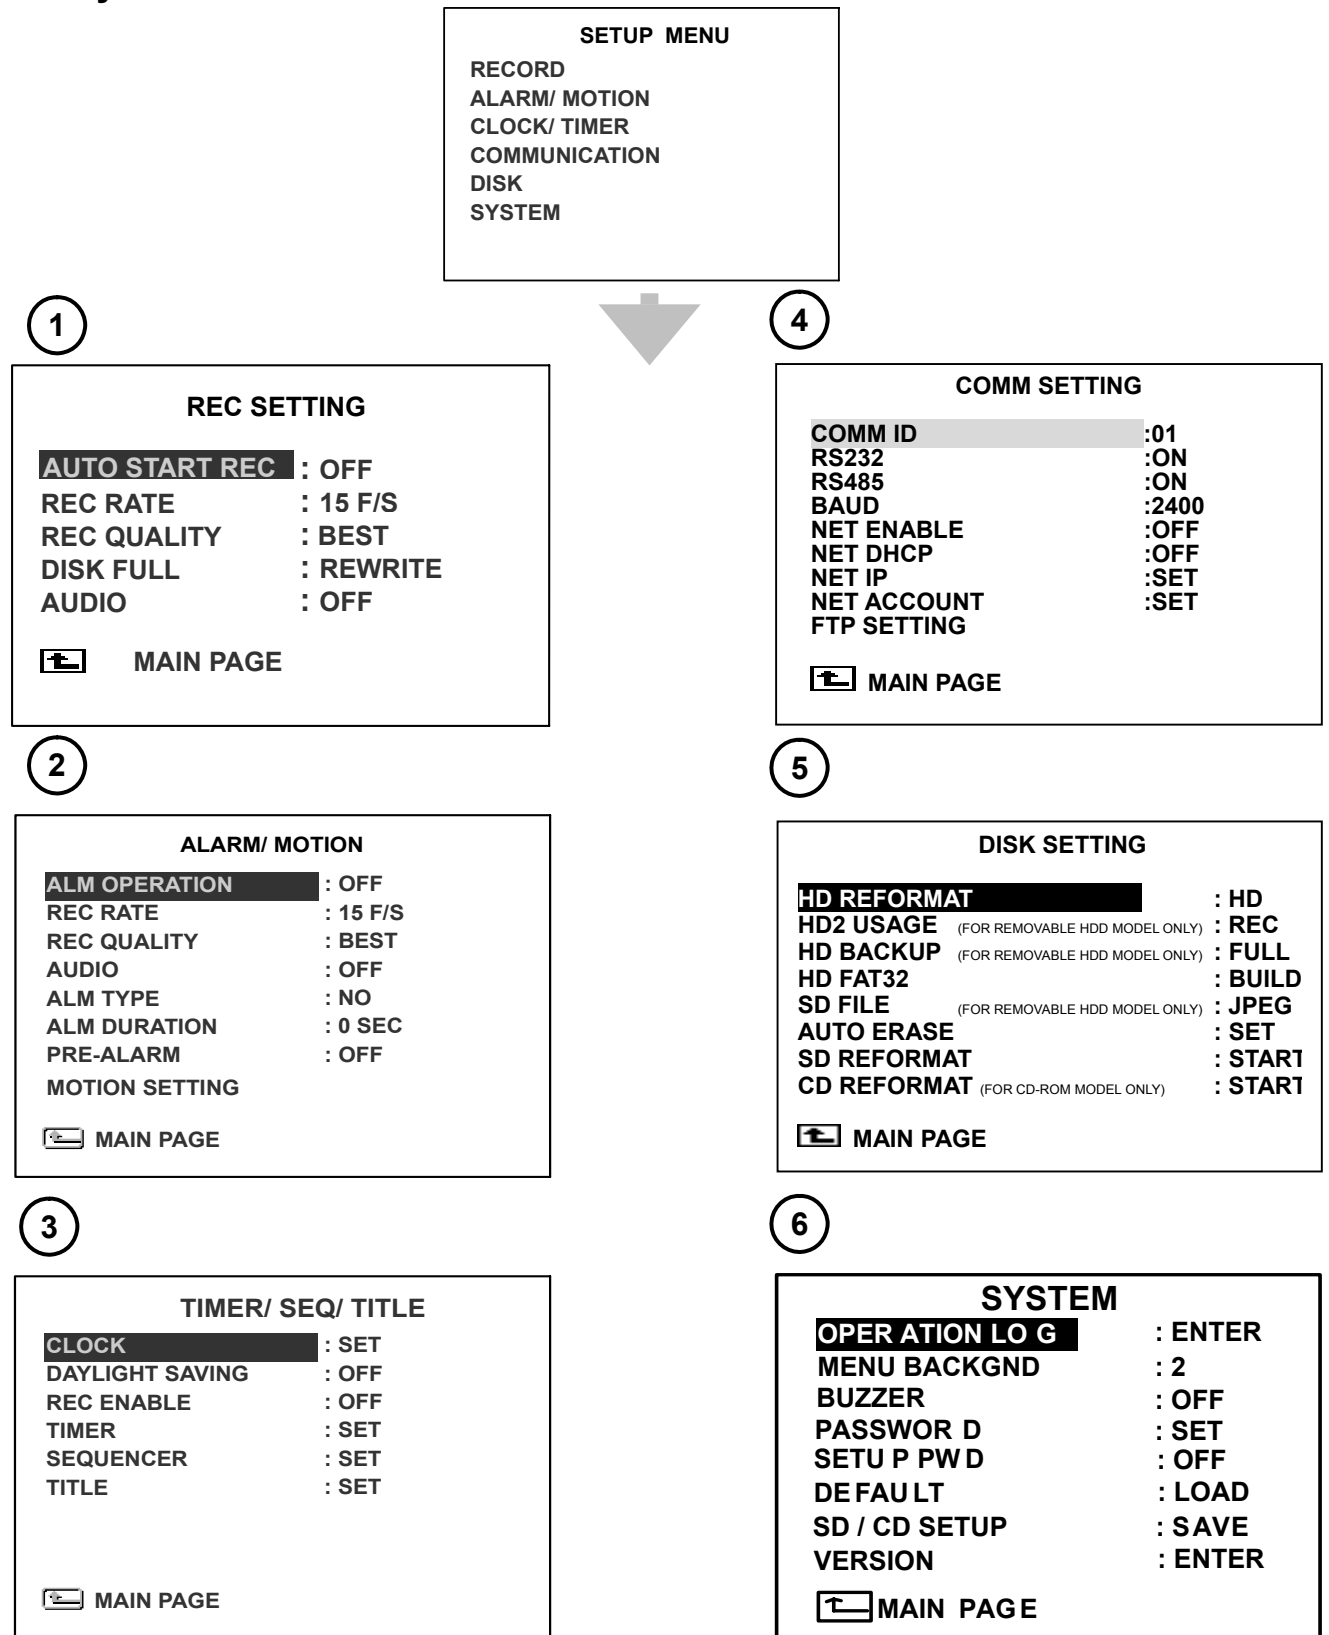 SETUP MENU
RECORD
ALARM/ MOTION
CLOCK/ TIMER
COMMUNICATION
DISK
SYSTEM
1
REC SETTING
AUTO START REC : OFF
REC RATE : 15 F/S
REC QUALITY : BEST
DISK FULL : REWRITE
AUDIO : OFF
MAIN PAGE
2
ALARM/ MOTION
ALM OPERATION : OFF
REC RATE : 15 F/S
REC QUALITY : BEST
AUDIO : OFF
ALM TYPE : NO
ALM DURATION : 0 SEC
PRE-ALARM : OFF
MOTION SETTING
MAIN PAGE
3
TIMER/ SEQ/ TITLE
CLOCK : SET
DAYLIGHT SAVING : OFF
REC ENABLE : OFF
TIMER : SET
SEQUENCER : SET
TITLE : SET
MAIN PAGE
4
COMM SETTING
COMM ID :01
RS232 :ON
RS485 :ON
BAUD :2400
NET ENABLE :OFF
NET DHCP :OFF
NET IP :SET
NET ACCOUNT :SET
FTP SETTING
MAIN PAGE
5
DISK SETTING
HD REFORMAT : HD
HD2 USAGE (FOR REMOVABLE HDD MODEL ONLY) : REC
HD BACKUP (FOR REMOVABLE HDD MODEL ONLY) : FULL
HD FAT32 : BUILD
SD FILE (FOR REMOVABLE HDD MODEL ONLY) : JPEG
AUTO ERASE : SET
SD REFORMAT : START
CD REFORMAT (FOR CD-ROM MODEL ONLY) : START
MAIN PAGE
6
SYSTEM
OPER ATION LO G : ENTER
MENU BACKGND : 2
BUZZER : OFF
PASSWOR D : SET
SETU P PW D : OFF
DE FAU LT : LOAD
SD / CD SETUP : SAVE
VERSION : ENTER
MAIN PAGE